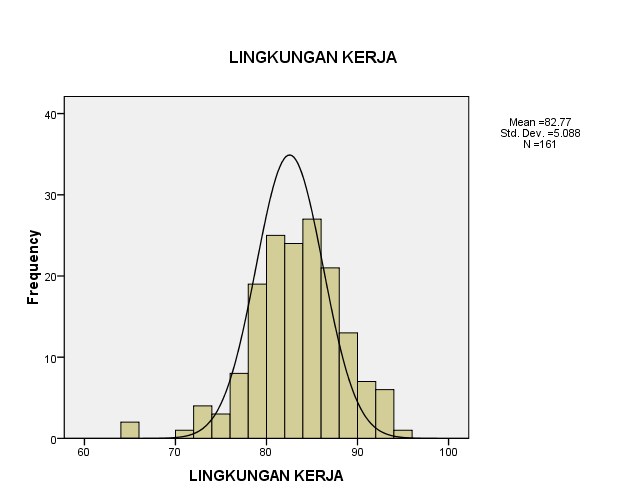 LINGKUNGAN KERJA
Mean =82.77
Std. Dev. =5.088
N =161
Frequency
40
30
20
10
0
60 70 80 90 100
LINGKUNGAN KERJA